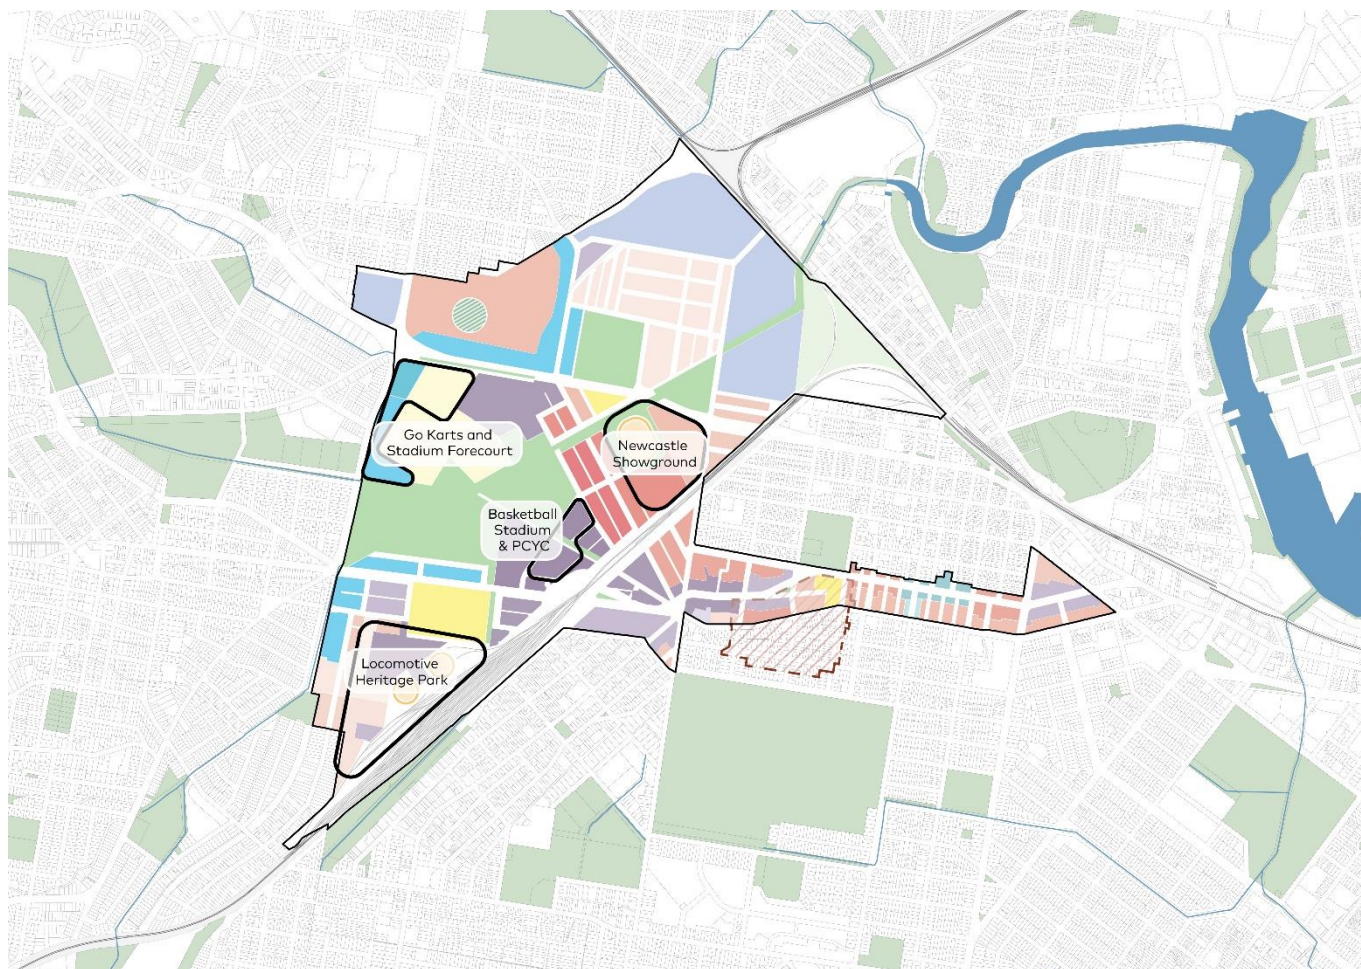 Go Karts and
Stadium Forecourt
Newcastle
Showground
Basketball
Stadium
& PCYC
Locomotive
Heritage Park